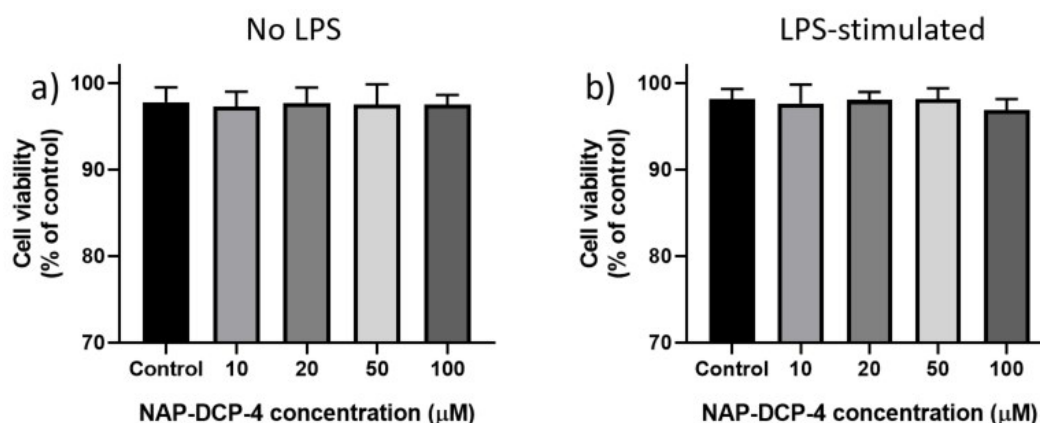 No LPS
a)
Cell viability
(% of control)
100
90
80
70
Control 10 20 50 100
NAP-DCP-4 concentration (μM)
LPS-stimulated
b)
Cell viability
(% of control)
100
90
80
70
Control 10 20 50 100
NAP-DCP-4 concentration (μM)